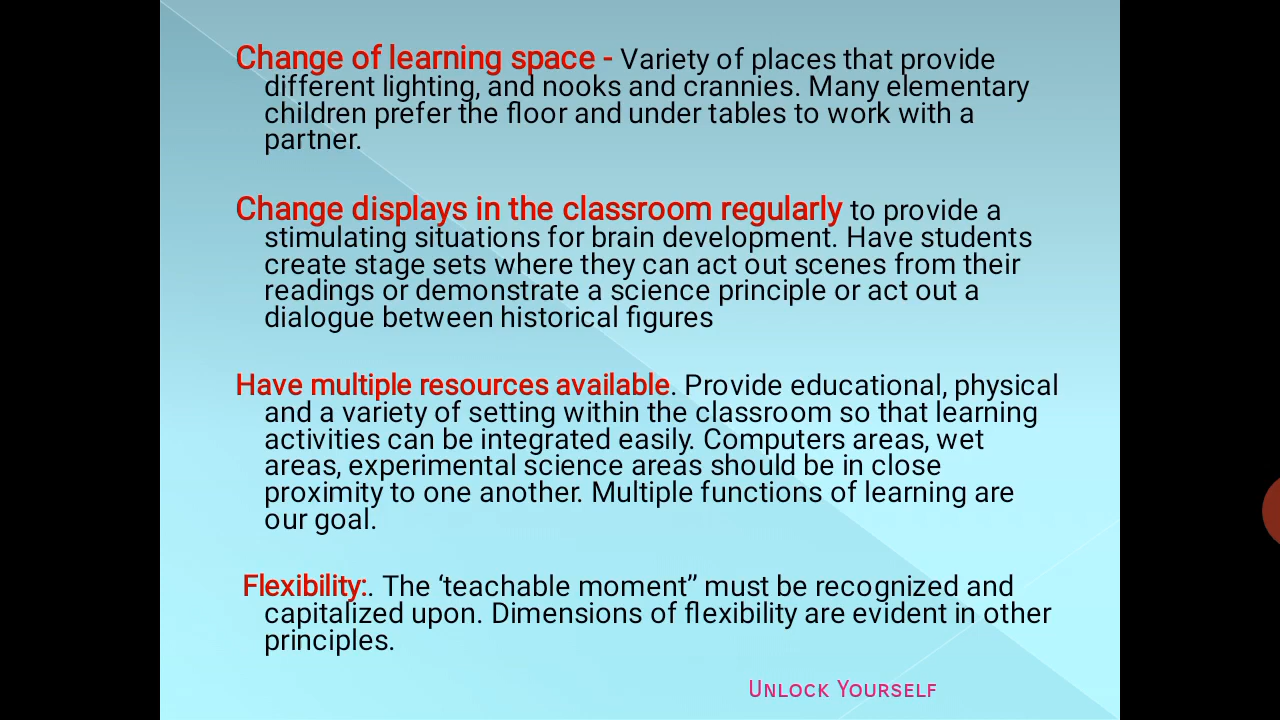 Change of learning space - Variety of places that provide
different lighting, and nooks and crannies. Many elementary
children prefer the floor and under tables to work with a
partner.
Change displays in the classroom regularly to provide a
stimulating situations for brain development. Have students
create stage sets where they can act out scenes from their
readings or demonstrate a science principle or act out a
dialogue between historical figures
Have multiple resources available. Provide educational, physical
and a variety of setting within the classroom so that learning
activities can be integrated easily. Computers areas, wet
areas, experimental science areas should be in close
proximity to one another. Multiple functions of learning are
our goal.
Flexibility:. The ‘teachable moment” must be recognized and
capitalized upon. Dimensions of flexibility are evident in other
principles.
Unlock Yourself